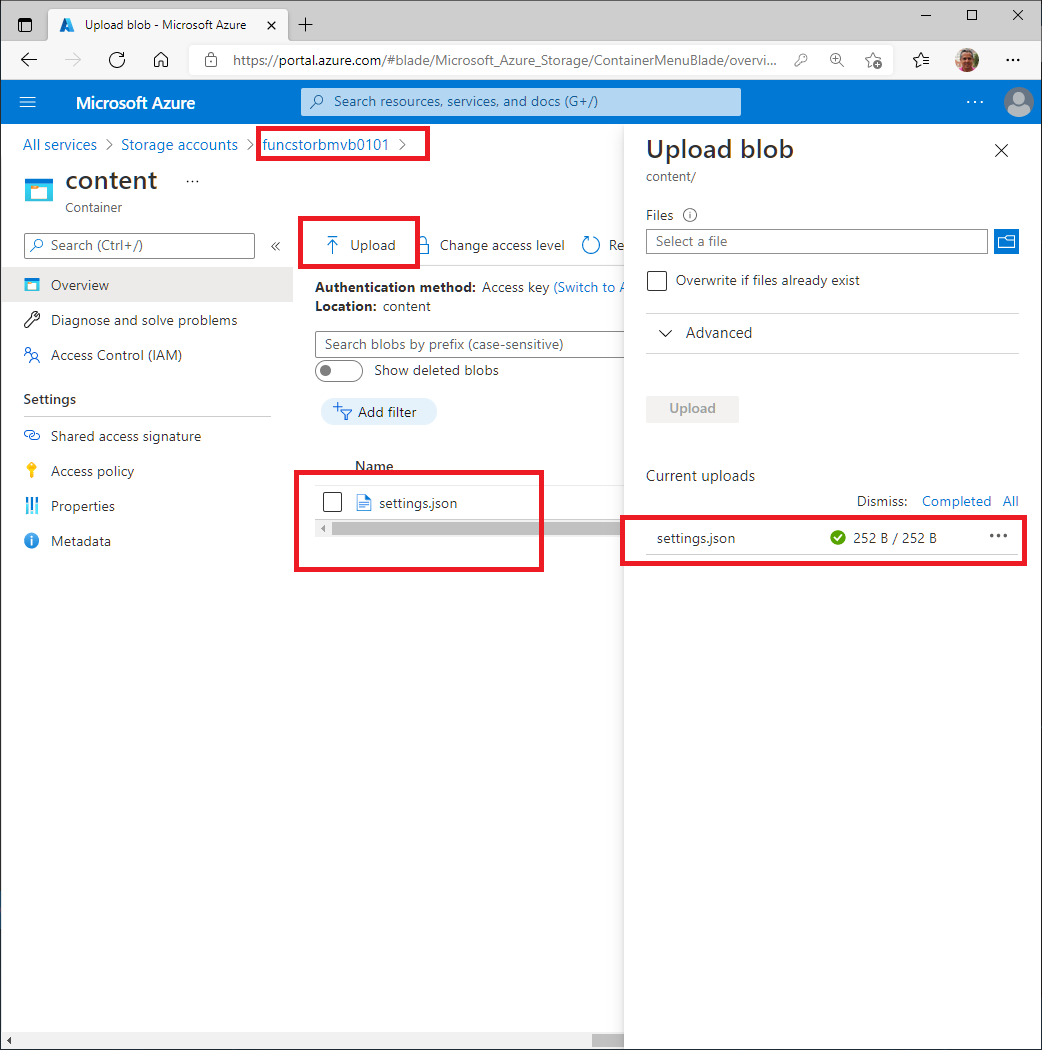 Upload blob - Microsoft Azure
https://portal.azure.com/#blade/Microsoft_Azure_Storage/ContainerMenuBlade/overvi...
Microsoft Azure
Search resources, services, and docs (G+/)
All services > Storage accounts > funcstorbmvb0101 >
content ...
Container
Search (Ctrl+/)
«
Overview
Diagnose and solve problems
Access Control (IAM)
Settings
Shared access signature
Access policy
Properties
Metadata
Upload
Change access level
Re
Authentication method: Access key (Switch to A
Location: content
Search blobs by prefix (case-sensitive)
Show deleted blobs
Add filter
Name
settings.json
Upload blob
content/
Files
Select a file
Overwrite if files already exist
Advanced
Upload
Current uploads
Dismiss: Completed All
settings.json 252 B / 252 B ...